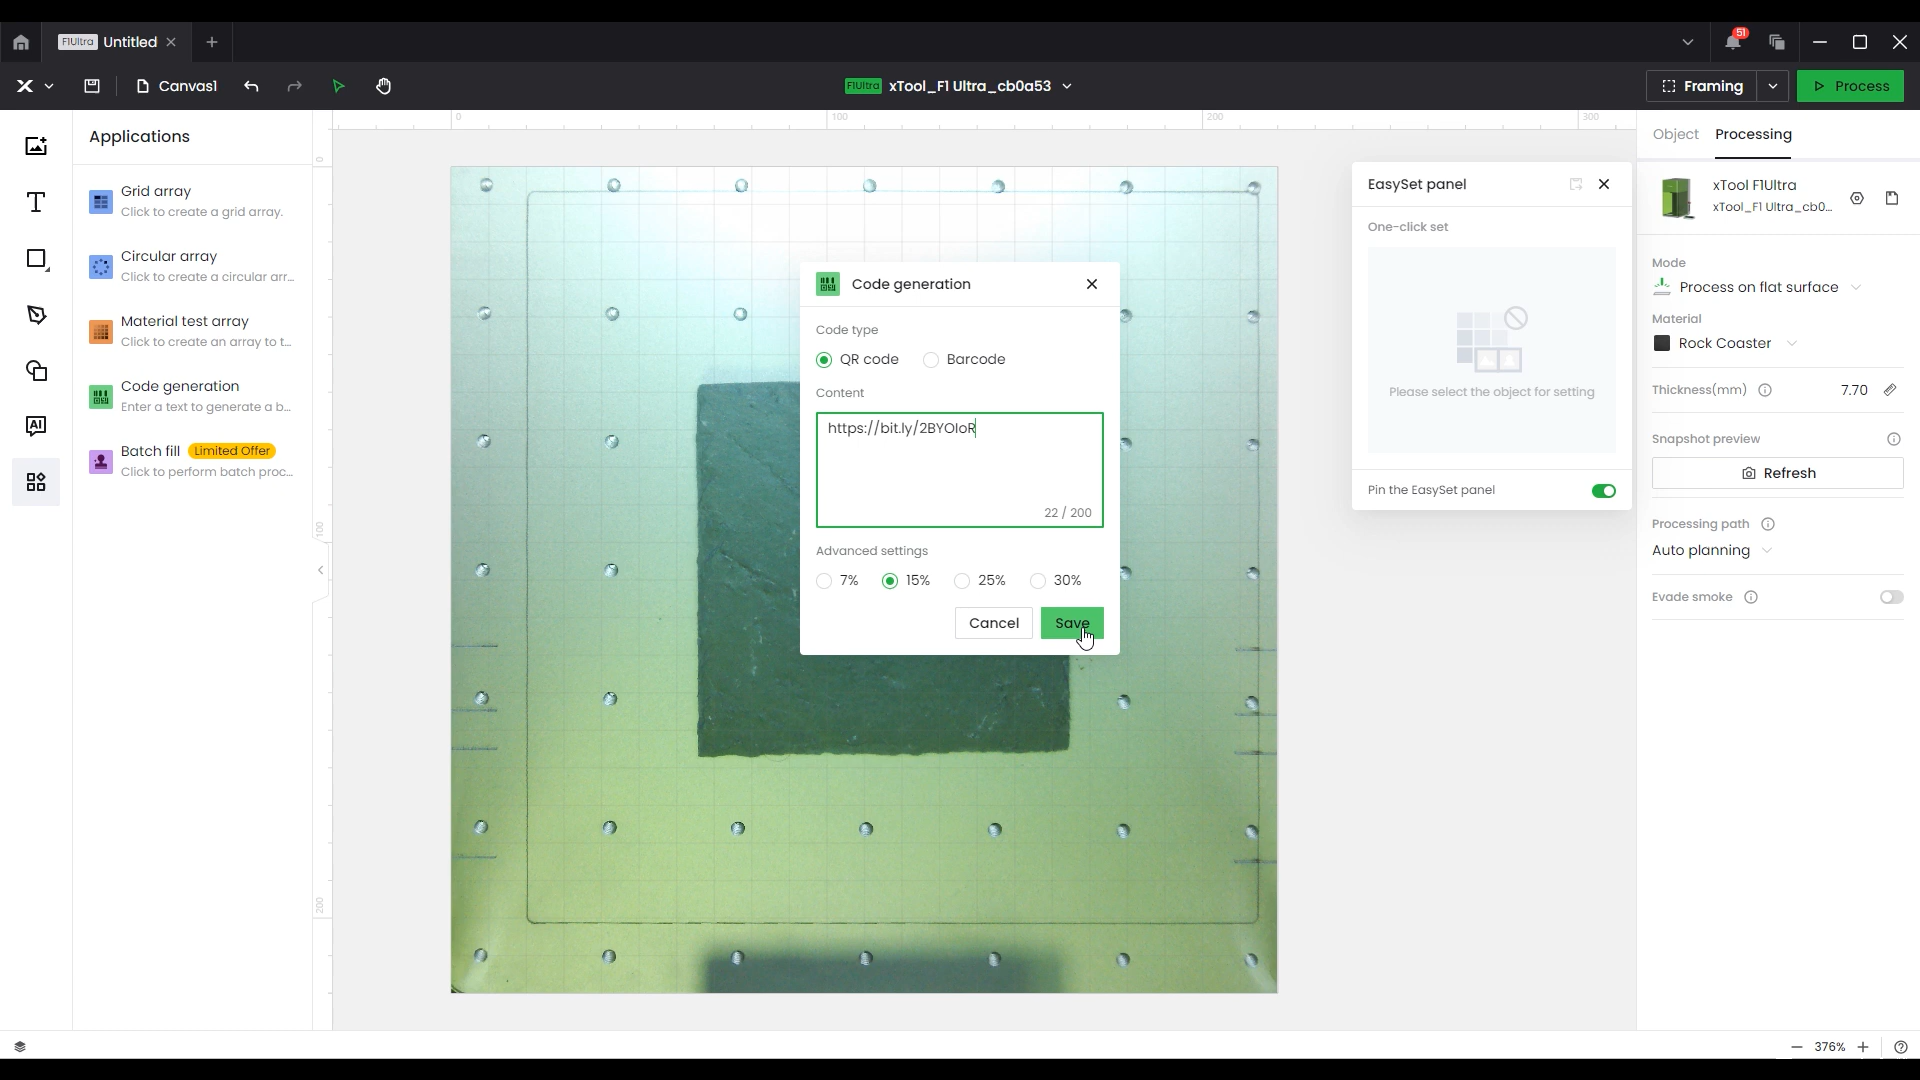 F1Ultra Untitled
51
Canvas1
F1Ultra xTool_F1 Ultra_cb0a53
Framing
Process
Applications
Grid array
Click to create a grid array.
Circular array
Click to create a circular arr...
Material test array
Click to create an array to t...
Code generation
Enter a text to generate a b...
Batch fill Limited Offer
Click to perform batch proc...
0 100 200 300
0
100
200
Code generation
Code type
QR code Barcode
Content
https://bit.ly/2BYOIoR
22 / 200
Advanced settings
7% 15% 25% 30%
Cancel Save
EasySet panel
One-click set
Please select the object for setting
Pin the EasySet panel
Object Processing
xTool F1Ultra
xTool_F1 Ultra_cb0...
Mode
Process on flat surface
Material
Rock Coaster
Thickness(mm) 7.70
Snapshot preview
Refresh
Processing path
Auto planning
Evade smoke
376%